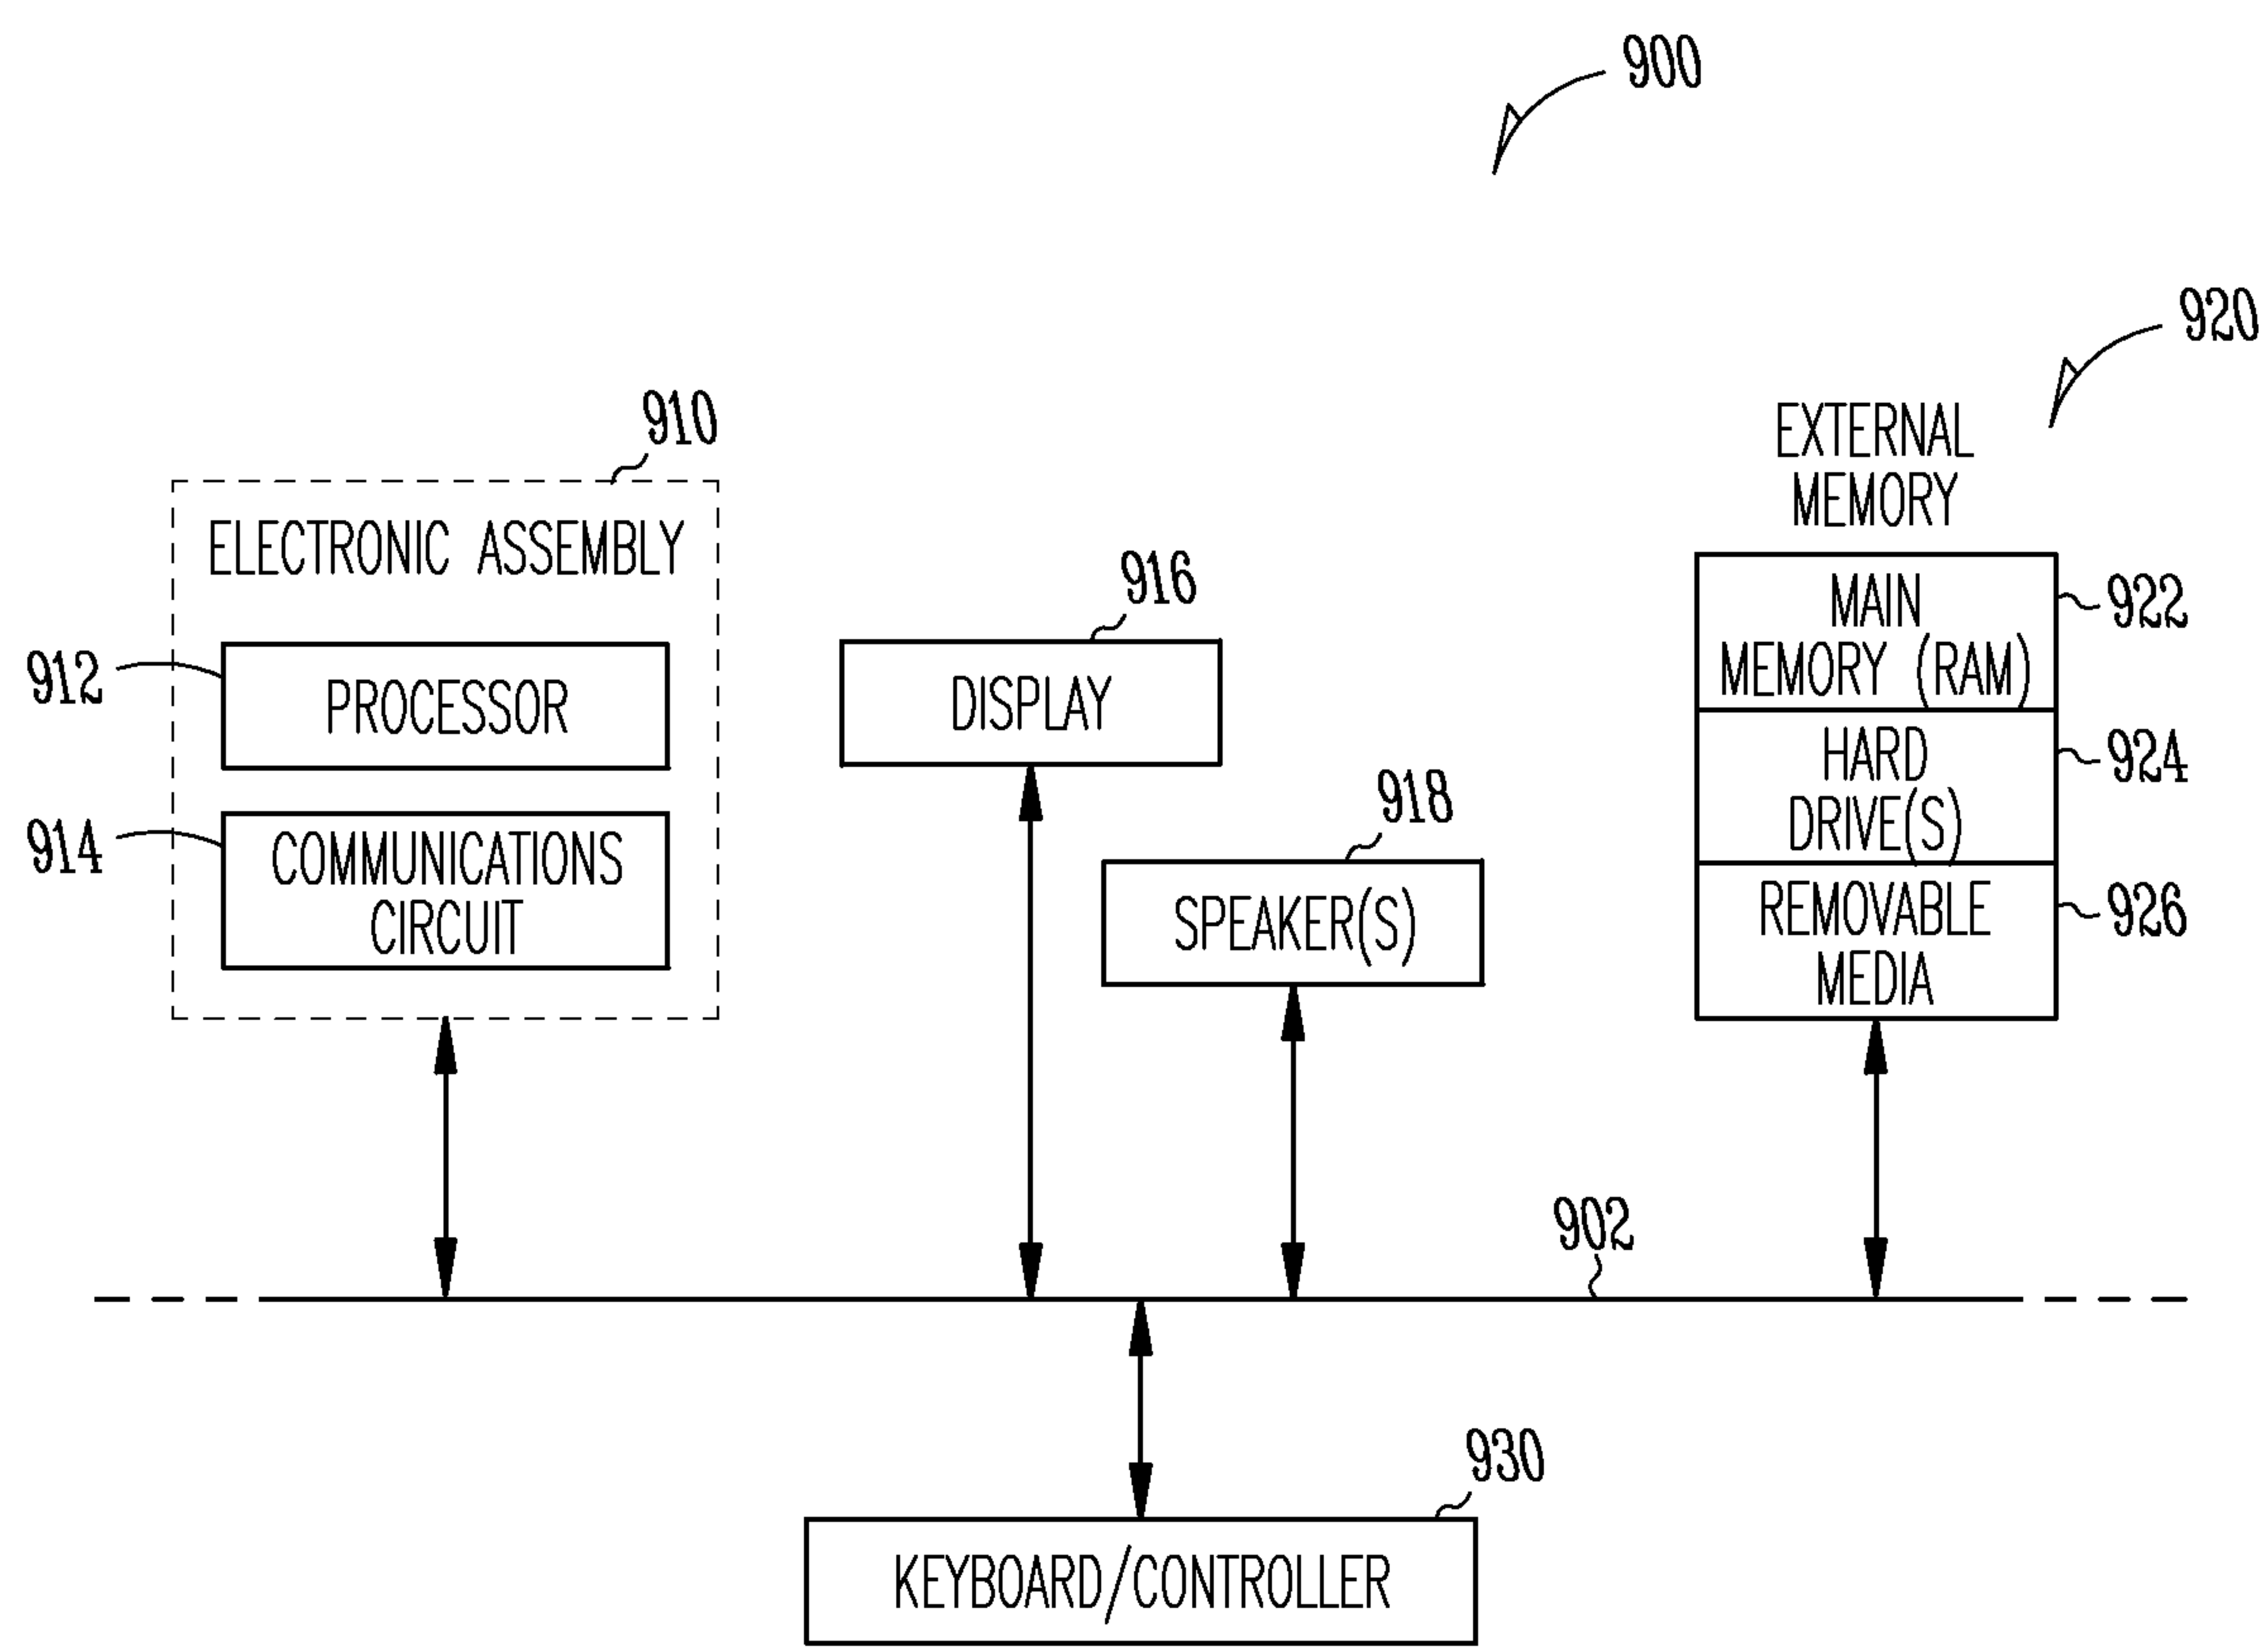 900
920
910
EXTERNAL
MEMORY
ELECTRONIC ASSEMBLY
916
MAIN
MEMORY (RAM)
922
912
PROCESSOR
DISPLAY
HARD
DRIVE(S)
924
918
914
COMMUNICATIONS
CIRCUIT
SPEAKER(S)
REMOVABLE
MEDIA
926
902
930
KEYBOARD/CONTROLLER